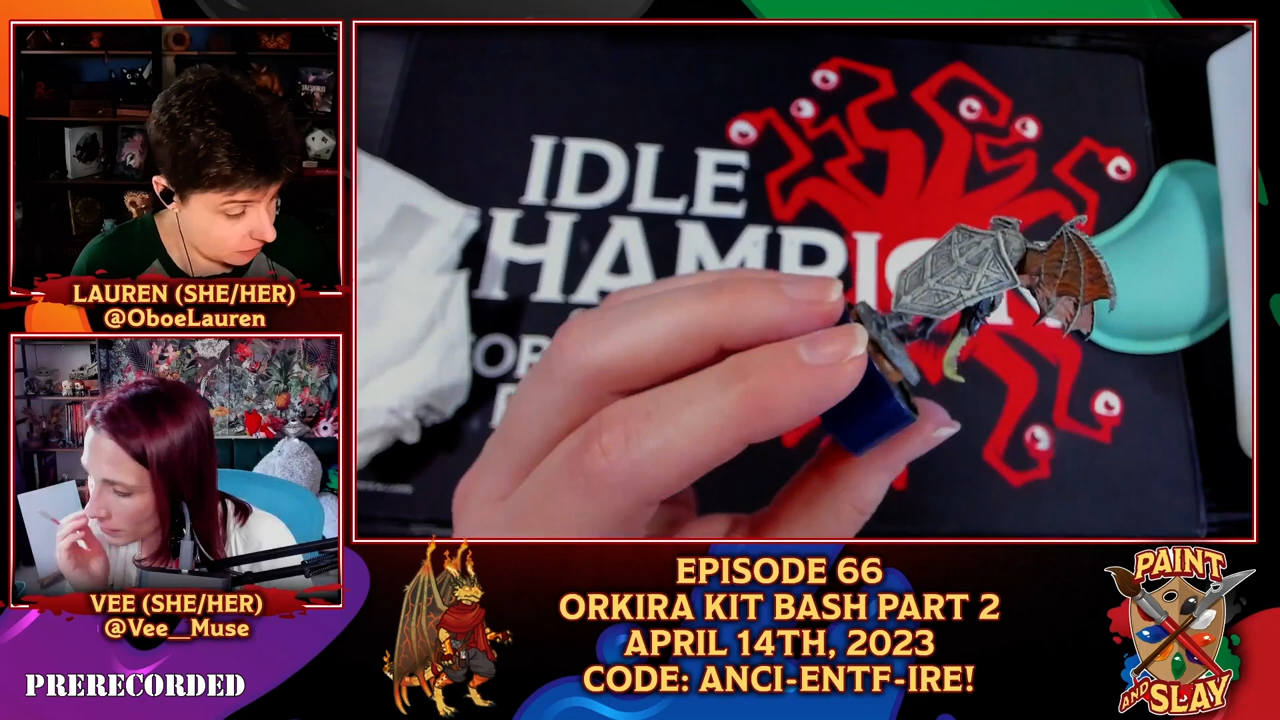 LAUREN (SHE/HER)
@OboeLauren
VEE (SHE/HER)
@Vee__Muse
PRERECORDED
IDLE
HAMPIO
EPISODE 66
ORKIRA KIT BASH PART 2
APRIL 14TH, 2023
CODE: ANCI-ENTF-IRE!
PAINT
AND SLAY